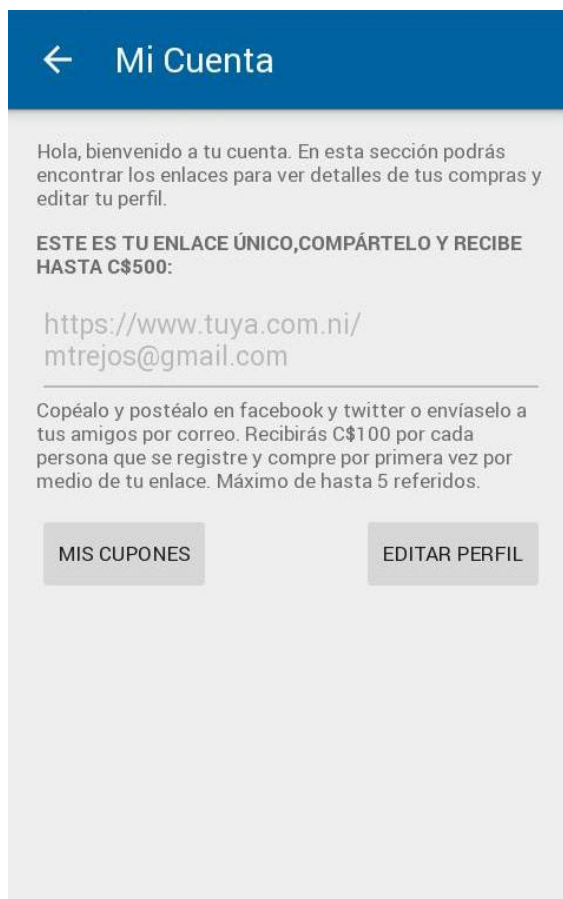 Mi Cuenta
Hola, bienvenido a tu cuenta. En esta sección podrás
encontrar los enlaces para ver detalles de tus compras y
editar tu perfil.
ESTE ES TU ENLACE ÚNICO,COMPÁRTELO Y RECIBE
HASTA C$500:
https://www.tuya.com.ni/
mtrejos@gmail.com
Copéalo y postéalo en facebook y twitter o envíaselo a
tus amigos por correo. Recibirás C$100 por cada
persona que se registre y compre por primera vez por
medio de tu enlace. Máximo de hasta 5 referidos.
MIS CUPONES
EDITAR PERFIL